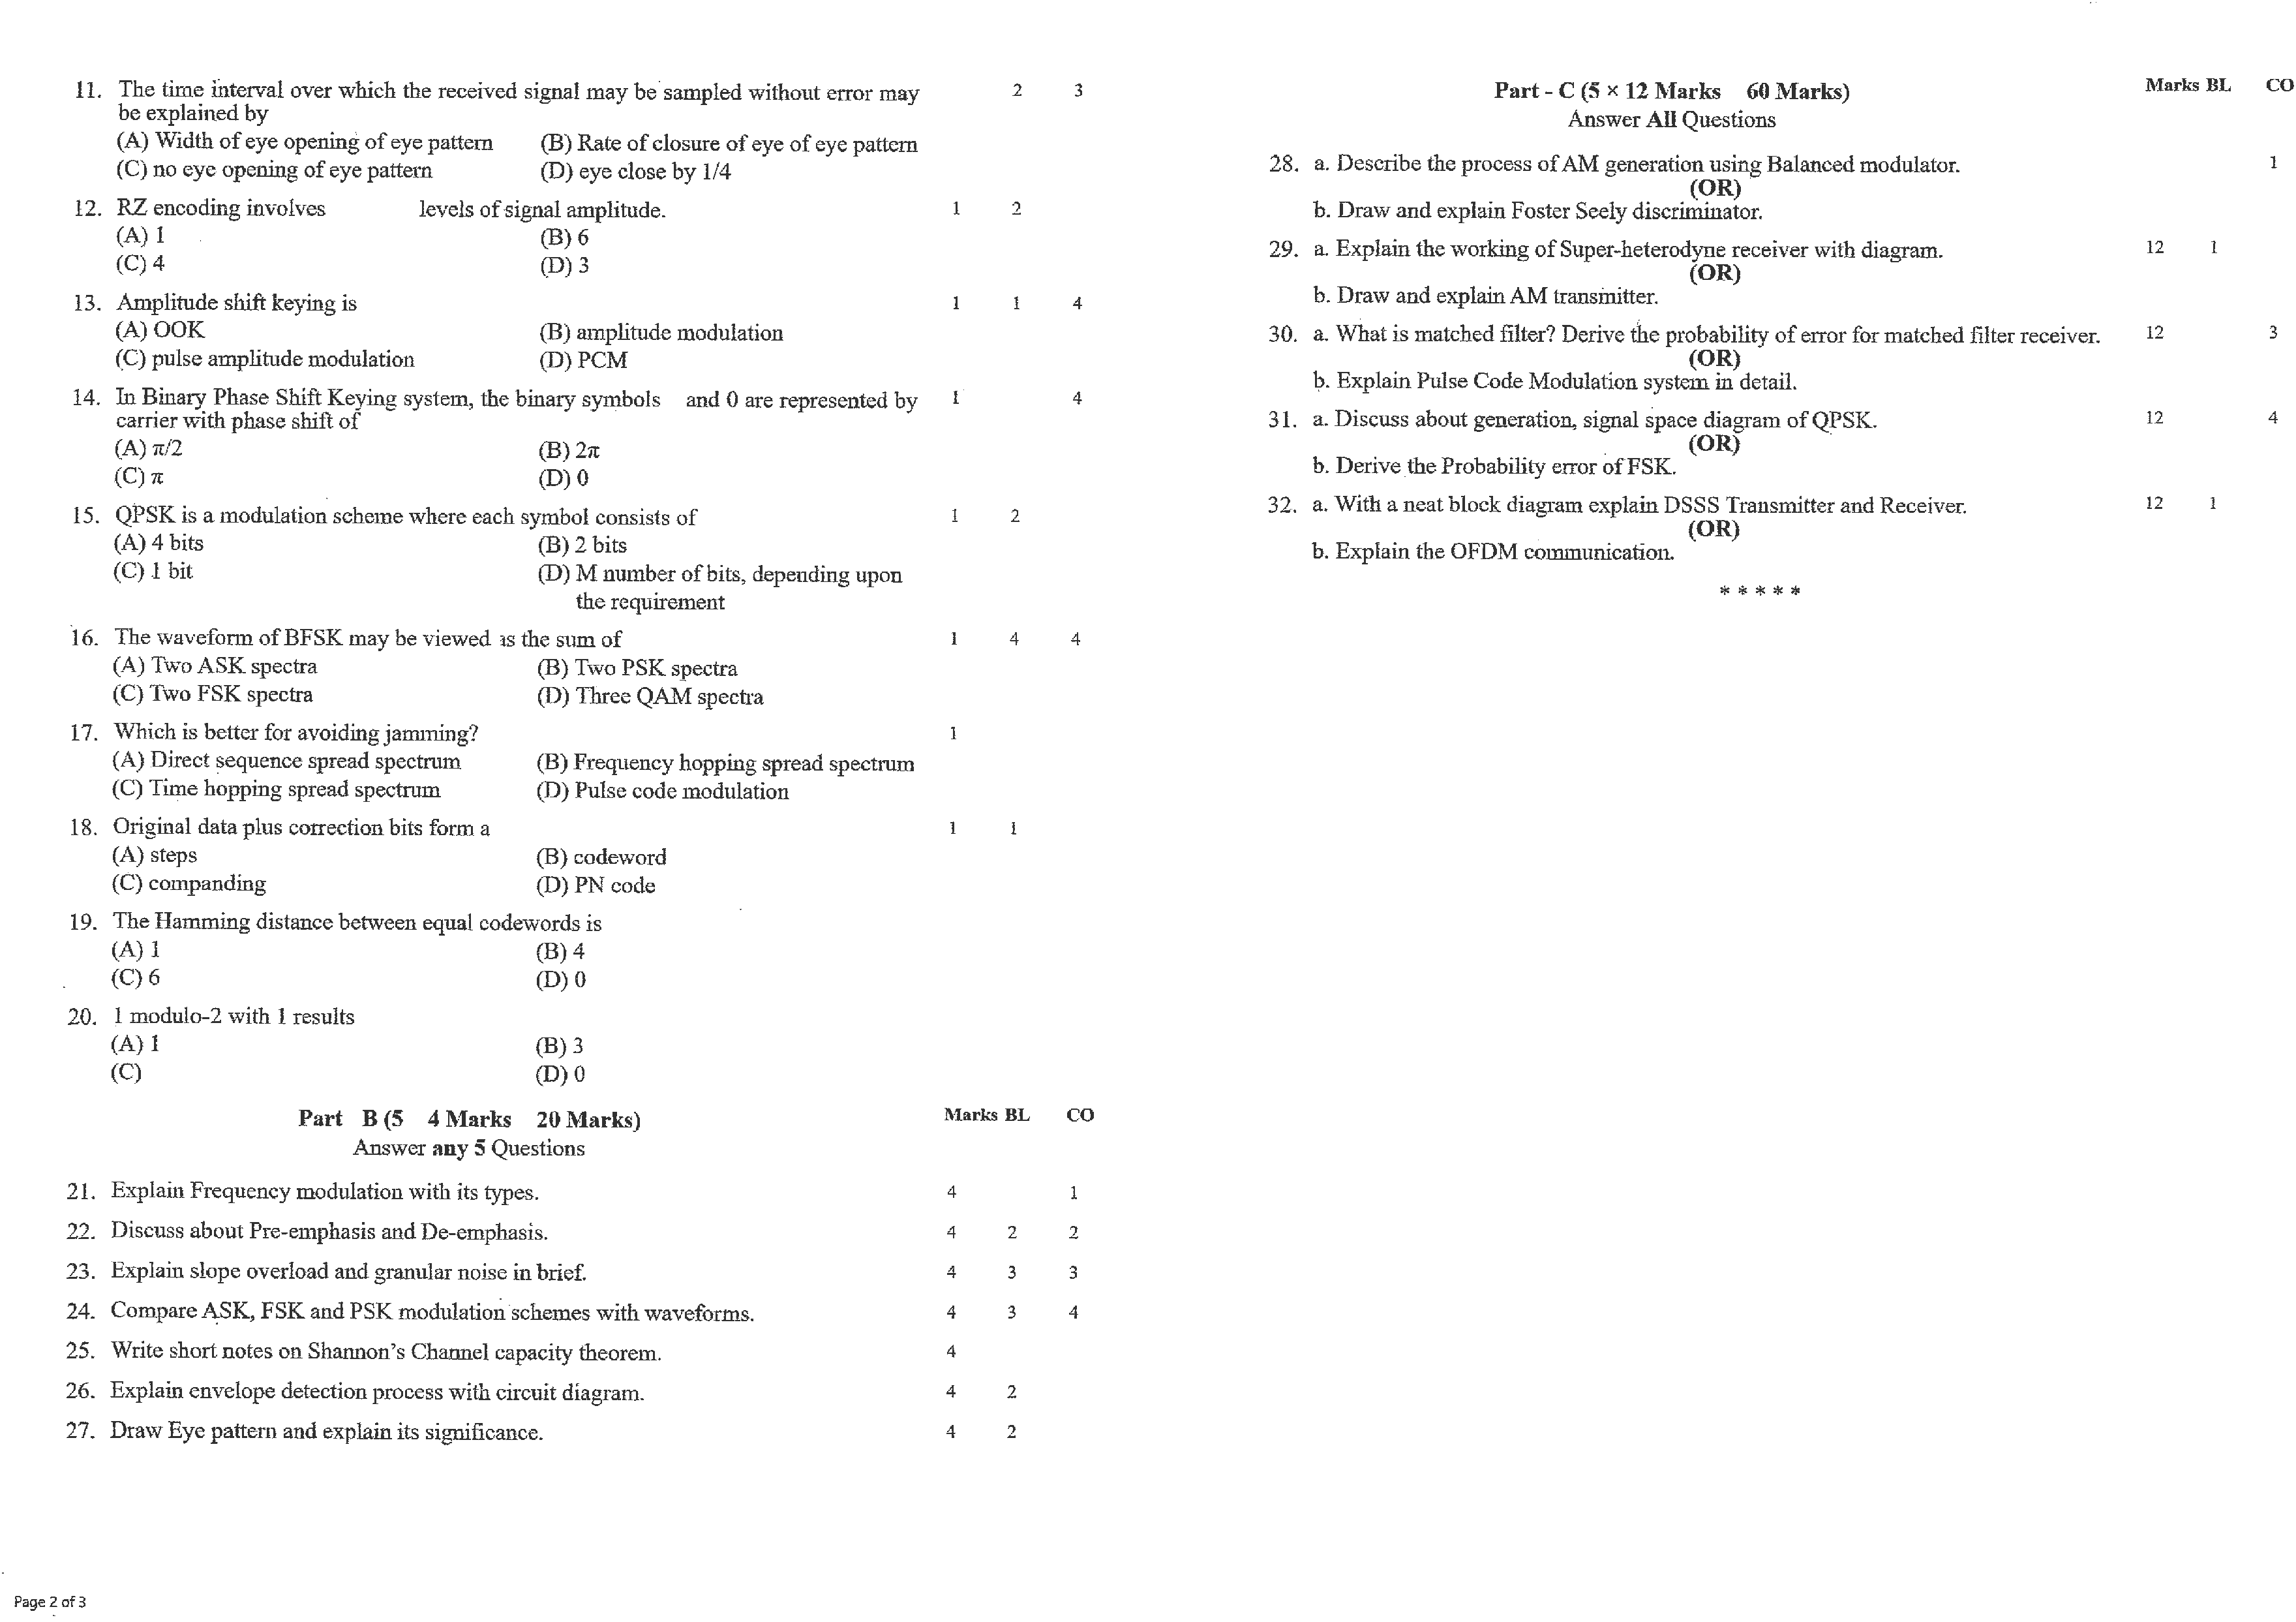 11. The time interval over which the received signal may be sampled without error may 2 3
be explained by
(A) Width of eye opening of eye pattern (B) Rate of closure of eye of eye pattern
(C) no eye opening of eye pattern (D) eye close by 1/4
12. RZ encoding involves levels of signal amplitude. 1 2
(A) 1 (B) 6
(C) 4 (D) 3
13. Amplitude shift keying is 1 1 4
(A) OOK (B) amplitude modulation
(C) pulse amplitude modulation (D) PCM
14. In Binary Phase Shift Keying system, the binary symbols and 0 are represented by 1 4
carrier with phase shift of
(A) π/2 (B) 2π
(C) π (D) 0
15. QPSK is a modulation scheme where each symbol consists of 1 2
(A) 4 bits (B) 2 bits
(C) 1 bit (D) M number of bits, depending upon
the requirement
16. The waveform of BFSK may be viewed as the sum of 1 4 4
(A) Two ASK spectra (B) Two PSK spectra
(C) Two FSK spectra (D) Three QAM spectra
17. Which is better for avoiding jamming? 1
(A) Direct sequence spread spectrum (B) Frequency hopping spread spectrum
(C) Time hopping spread spectrum (D) Pulse code modulation
18. Original data plus correction bits form a 1 1
(A) steps (B) codeword
(C) companding (D) PN code
19. The Hamming distance between equal codewords is
(A) 1 (B) 4
(C) 6 (D) 0
20. 1 modulo-2 with 1 results
(A) 1 (B) 3
(C) (D) 0
Part B (5 4 Marks 20 Marks) Marks BL CO
Answer any 5 Questions
21. Explain Frequency modulation with its types. 4 1
22. Discuss about Pre-emphasis and De-emphasis. 4 2 2
23. Explain slope overload and granular noise in brief. 4 3 3
24. Compare ASK, FSK and PSK modulation schemes with waveforms. 4 3 4
25. Write short notes on Shannon's Channel capacity theorem. 4
26. Explain envelope detection process with circuit diagram. 4 2
27. Draw Eye pattern and explain its significance. 4 2
Page 2 of 3
Part - C (5 × 12 Marks 60 Marks) Marks BL CO
Answer All Questions
28. a. Describe the process of AM generation using Balanced modulator. 1
(OR)
b. Draw and explain Foster Seely discriminator.
29. a. Explain the working of Super-heterodyne receiver with diagram. 12 1
(OR)
b. Draw and explain AM transmitter.
30. a. What is matched filter? Derive the probability of error for matched filter receiver. 12 3
(OR)
b. Explain Pulse Code Modulation system in detail.
31. a. Discuss about generation, signal space diagram of QPSK. 12 4
(OR)
b. Derive the Probability error of FSK.
32. a. With a neat block diagram explain DSSS Transmitter and Receiver. 12 1
(OR)
b. Explain the OFDM communication.
* * * * *